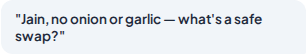 "Jain, no onion or garlic — what's a safe
swap?"